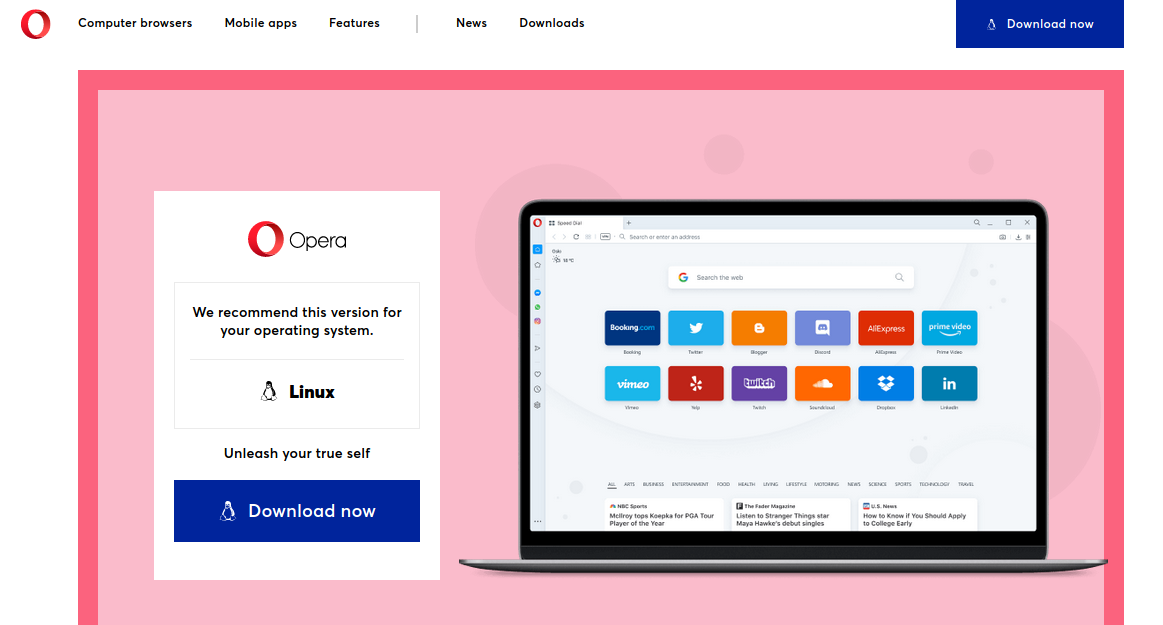 Computer browsers
Mobile apps
Features
News
Downloads
Download now
Opera
We recommend this version for
your operating system.
Linux
Unleash your true self
Download now
Speed Dial
+
VPN
Search or enter an address
Oslo
Search the web
Booking.com
Booking
Twitter
Blogger
Discord
AliExpress
AliExpress
prime video
Prime Video
vimeo
Vimeo
Yelp
twitch
Twitch
Soundcloud
Dropbox
in
LinkedIn
ALL ARTS BUSINESS ENTERTAINMENT FOOD HEALTH LIVING LIFESTYLE MOTORING NEWS SCIENCE SPORTS TECHNOLOGY TRAVEL
NBC Sports
McIlroy tops Koepka for PGA Tour
Player of the Year
The Fader Magazine
Listen to Stranger Things star
Maya Hawke's debut singles
U.S. News
How to Know if You Should Apply
to College Early